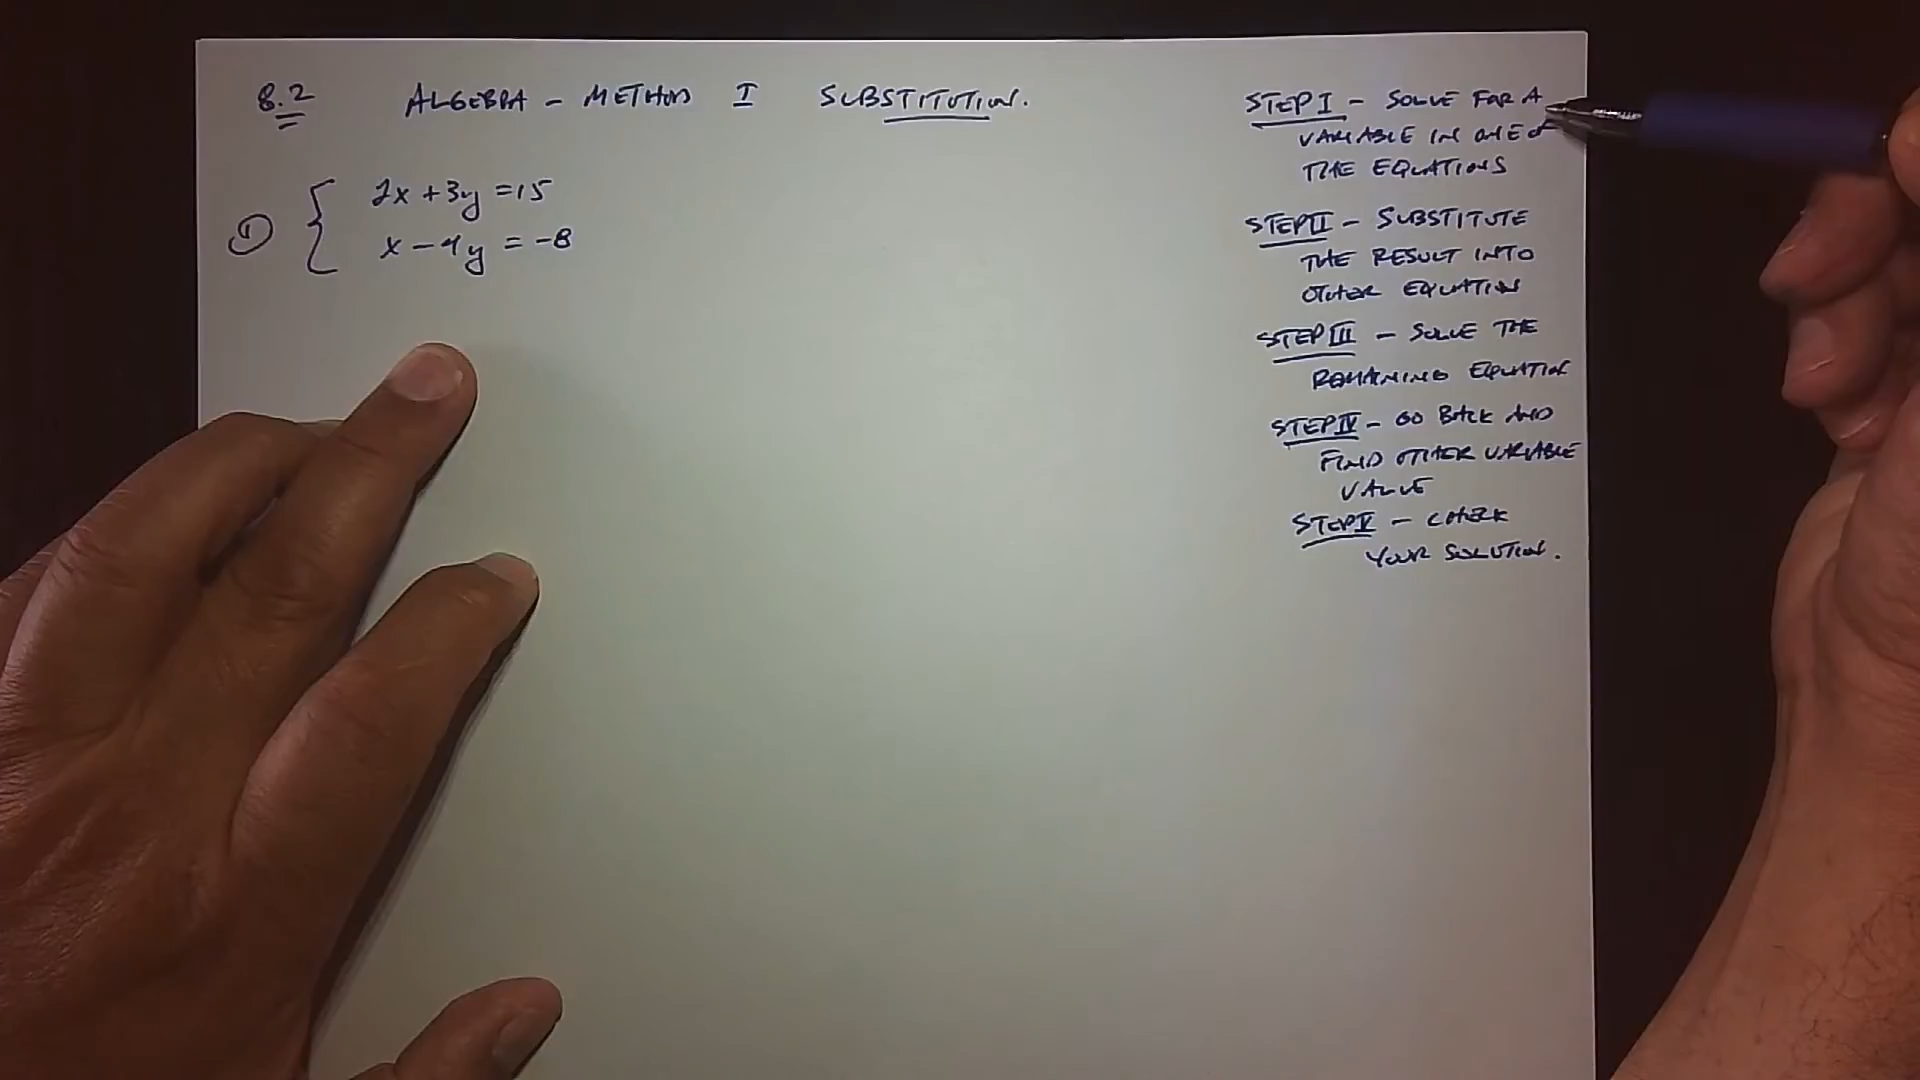 8.2 ALGEBRA - METHOD I SUBSTITUTION.
① { 2x + 3y = 15
x - 4y = -8
STEP I - SOLVE FOR A
VARIABLE IN ONE OF
THE EQUATIONS
STEP II - SUBSTITUTE
THE RESULT INTO
OTHER EQUATION
STEP III - SOLVE THE
REMAINING EQUATION
STEP IV - GO BACK AND
FIND OTHER VARIABLE
VALUE
STEP V - CHECK
YOUR SOLUTION.